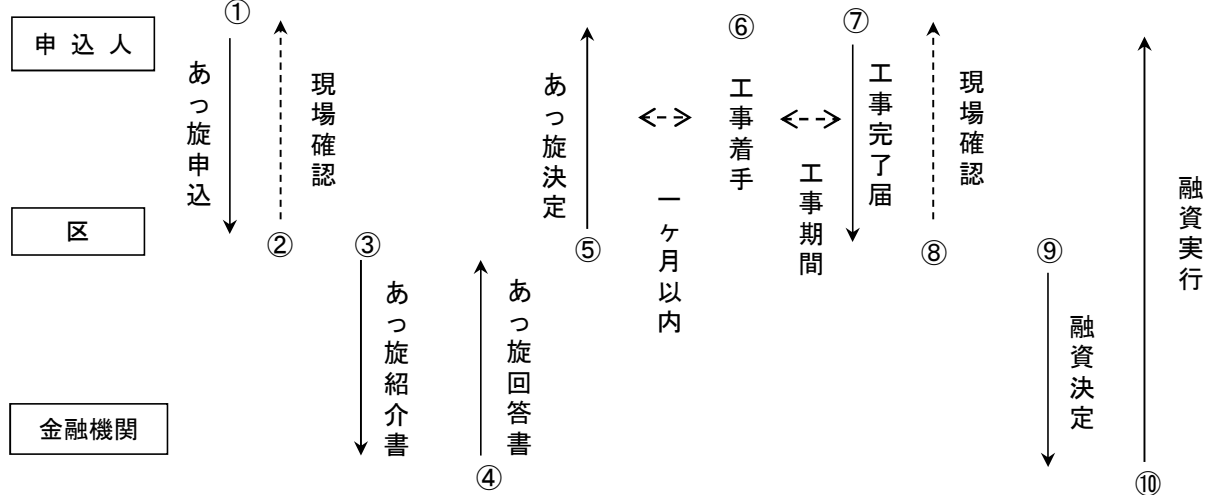 申 込 人
区
金融機関
①
あっ旋申込
②
現場確認
③
あっ旋紹介書
④
あっ旋回答書
⑤
あっ旋決定
一ヶ月以内
⑥
工事着手
工事期間
⑦
工事完了届
⑧
現場確認
⑨
融資決定
⑩
融資実行